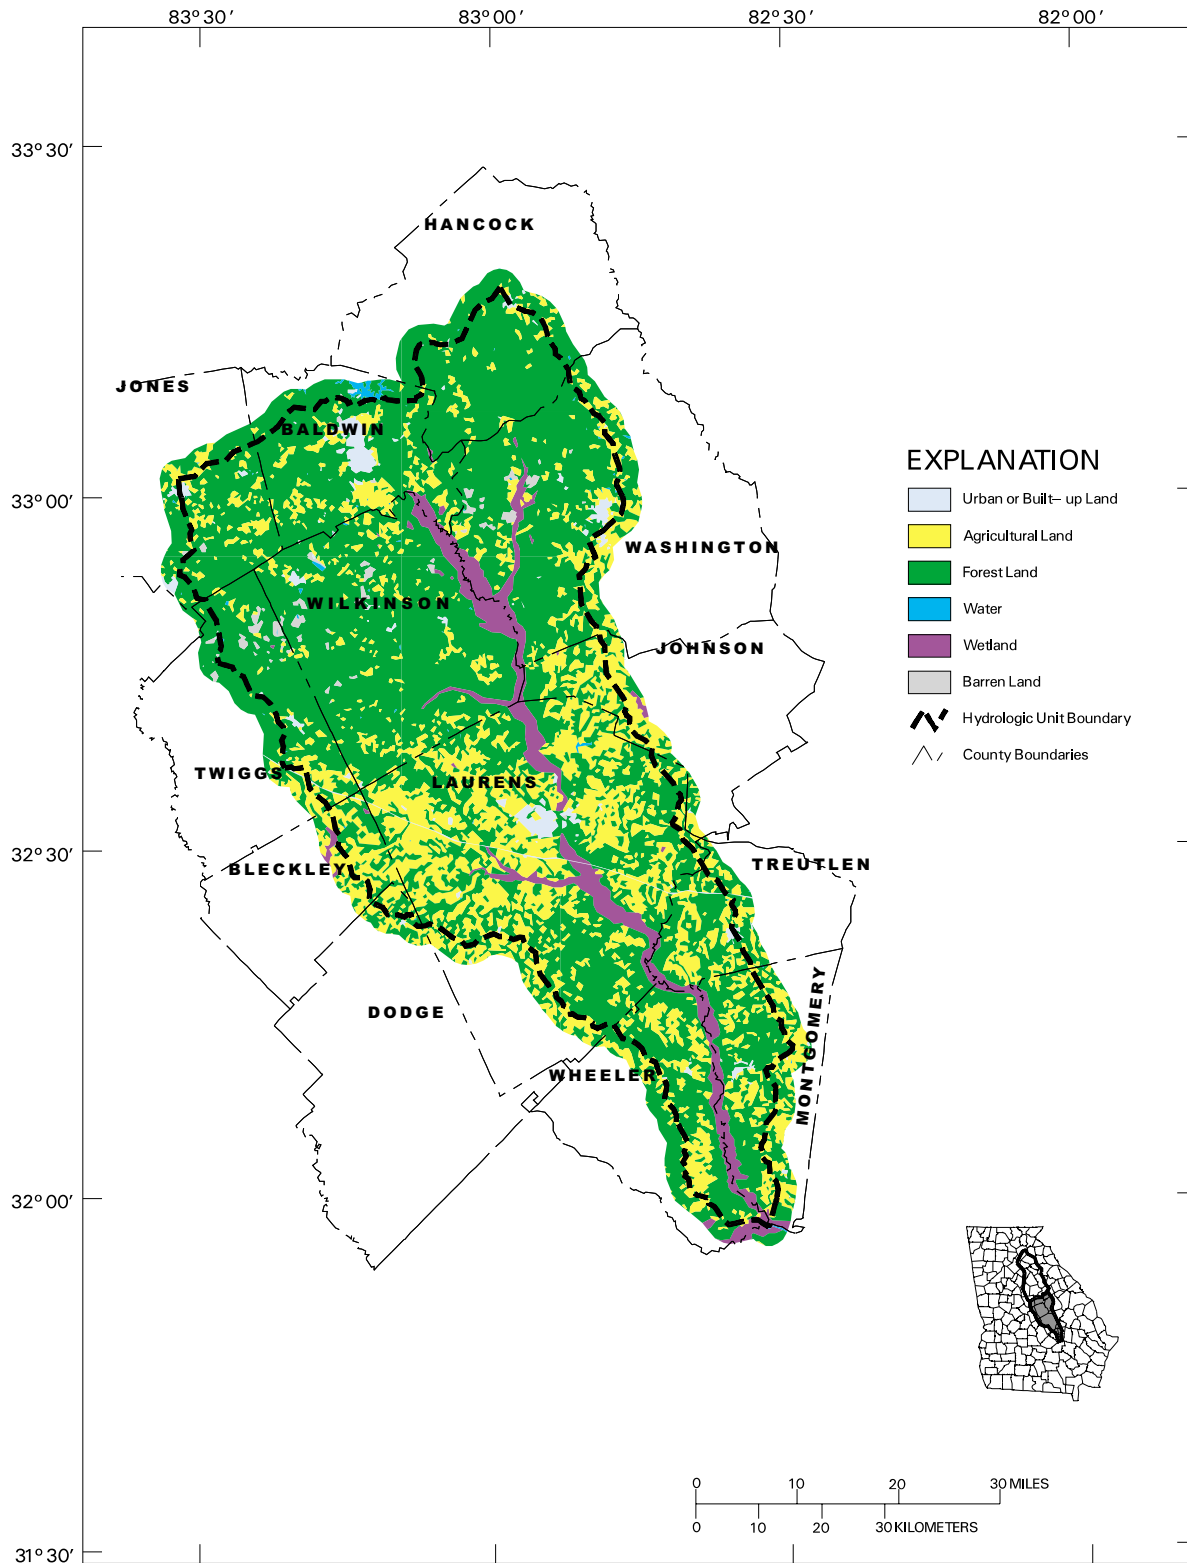 83° 30′ 83° 00′ 82° 30′ 82° 00′
33° 30′
HANCOCK
JONES
BALDWIN
EXPLANATION
33° 00′
Urban or Built– up Land
Agricultural Land
WASHINGTON
Forest Land
WILKINSON
Water
JOHNSON
Wetland
Barren Land
Hydrologic Unit Boundary
County Boundaries
TWIGGS
LAURENS
32° 30′
BLECKLEY
TREUTLEN
DODGE
MONTGOMERY
WHEELER
32° 00′
0 10 20 30 MILES
0 10 20 30 KILOMETERS
31° 30′